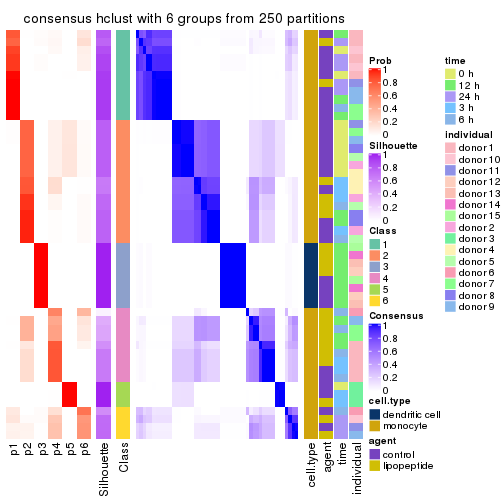 consensus hclust with 6 groups from 250 partitions
p1
p2
p3
p4
p5
p6
Silhouette
Class
cell.type
agent
time
individual
Prob
1
0.8
0.6
0.4
0.2
0
Silhouette
1
0.8
0.6
0.4
0.2
0
Class
1
2
3
4
5
6
Consensus
1
0.8
0.6
0.4
0.2
0
cell.type
dendritic cell
monocyte
agent
control
lipopeptide
time
0 h
12 h
24 h
3 h
6 h
individual
donor 1
donor 10
donor 11
donor 12
donor 13
donor 14
donor 15
donor 2
donor 3
donor 4
donor 5
donor 6
donor 7
donor 8
donor 9